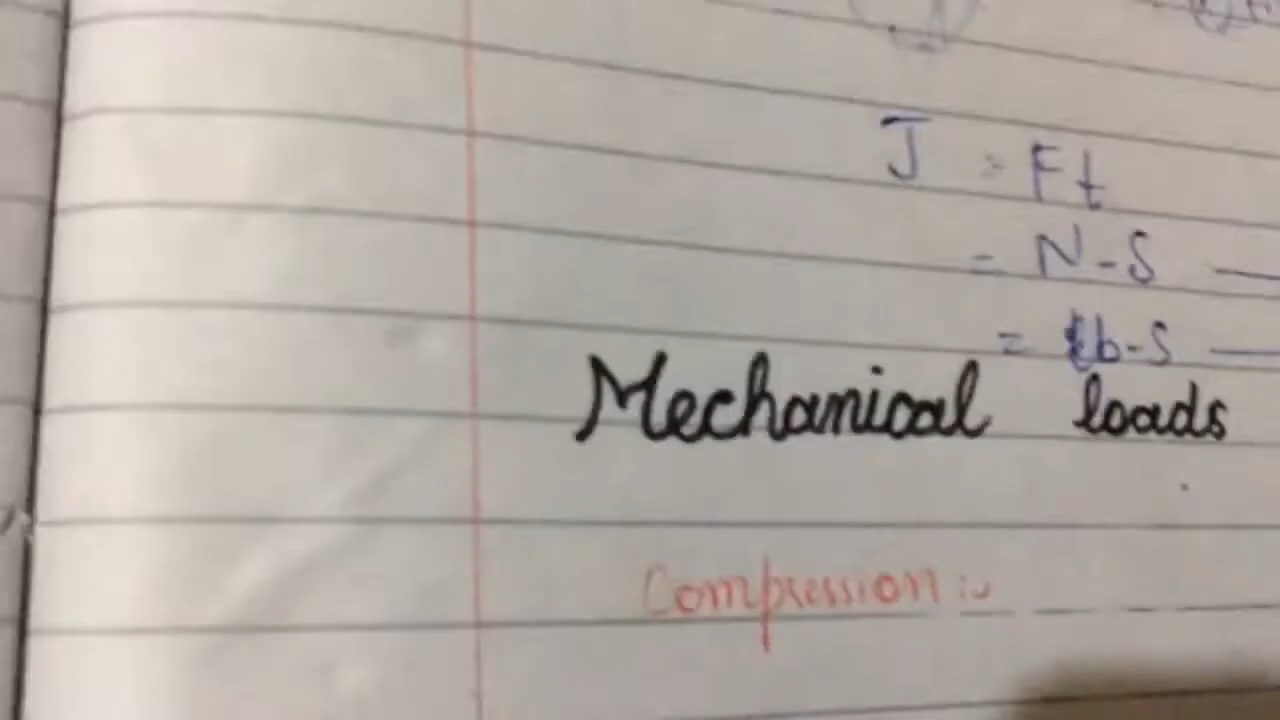 J = Ft
= N-S —
= lb-S —
Mechanical loads
Compression :-